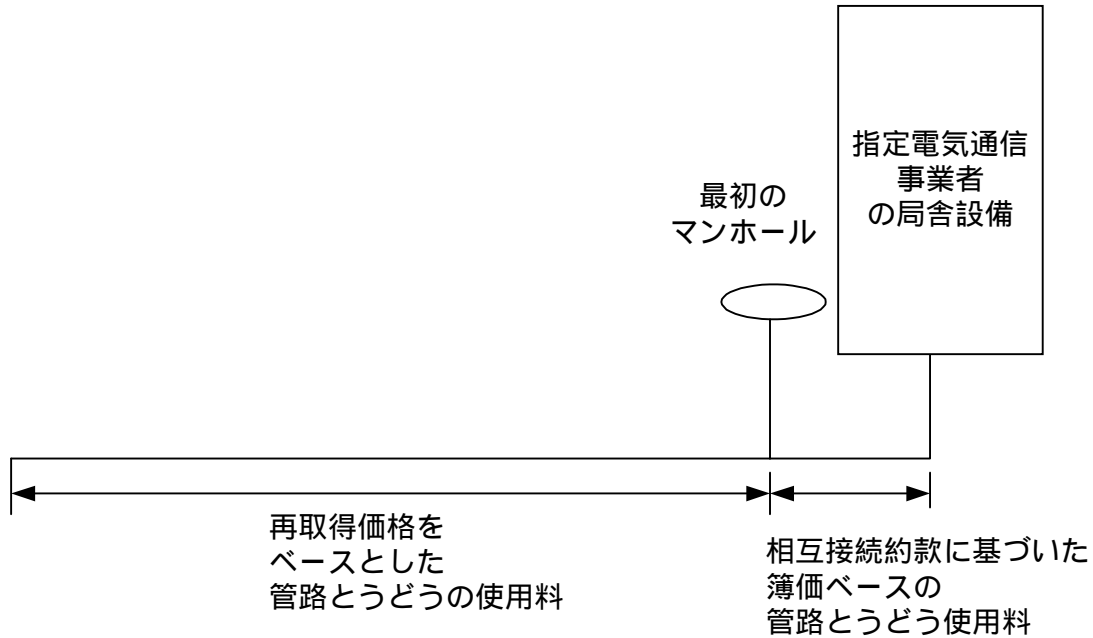 指定電気通信
事業者
の局舎設備
最初の
マンホール
再取得価格を
ベースとした
管路とうどうの使用料
相互接続約款に基づいた
簿価ベースの
管路とうどう使用料